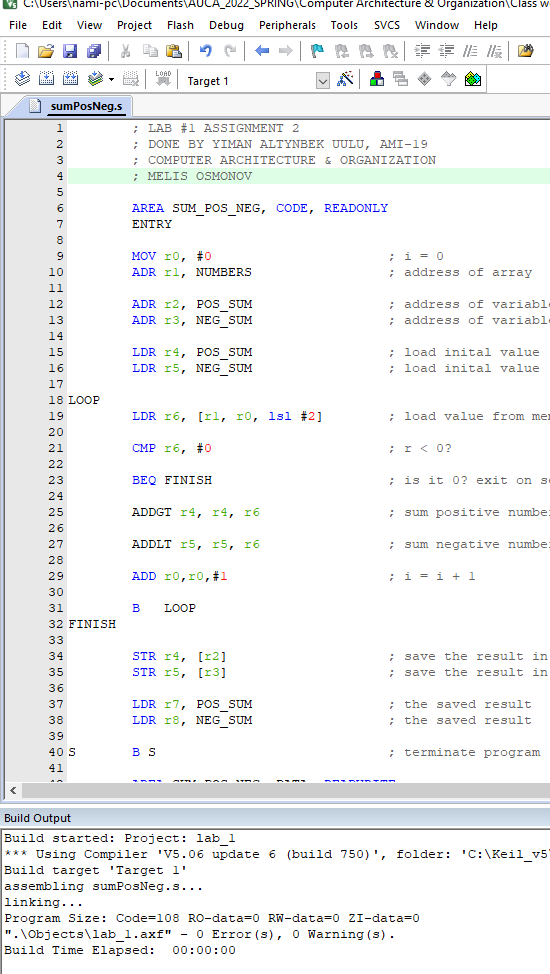 C:\Users\nami-pc\Documents\AUCA_2022_SPRING\Computer Architecture & Organization\Class w
File Edit View Project Flash Debug Peripherals Tools SVCS Window Help
LOAD Target 1
sumPosNeg.s
1 ; LAB #1 ASSIGNMENT 2
2 ; DONE BY YIMAN ALTYNBEK UULU, AMI-19
3 ; COMPUTER ARCHITECTURE & ORGANIZATION
4 ; MELIS OSMONOV
5
6 AREA SUM_POS_NEG, CODE, READONLY
7 ENTRY
8
9 MOV r0, #0 ; i = 0
10 ADR r1, NUMBERS ; address of array
11
12 ADR r2, POS_SUM ; address of variabl
13 ADR r3, NEG_SUM ; address of variabl
14
15 LDR r4, POS_SUM ; load inital value
16 LDR r5, NEG_SUM ; load inital value
17
18 LOOP
19 LDR r6, [r1, r0, lsl #2] ; load value from me
20
21 CMP r6, #0 ; r < 0?
22
23 BEQ FINISH ; is it 0? exit on s
24
25 ADDGT r4, r4, r6 ; sum positive numbe
26
27 ADDLT r5, r5, r6 ; sum negative numbe
28
29 ADD r0,r0,#1 ; i = i + 1
30
31 B LOOP
32 FINISH
33
34 STR r4, [r2] ; save the result in
35 STR r5, [r3] ; save the result in
36
37 LDR r7, POS_SUM ; the saved result
38 LDR r8, NEG_SUM ; the saved result
39
40 S B S ; terminate program
41
Build Output
Build started: Project: lab_1
*** Using Compiler 'V5.06 update 6 (build 750)', folder: 'C:\Keil_v5\
Build target 'Target 1'
assembling sumPosNeg.s...
linking...
Program Size: Code=108 RO-data=0 RW-data=0 ZI-data=0
".\Objects\lab_1.axf" - 0 Error(s), 0 Warning(s).
Build Time Elapsed: 00:00:00